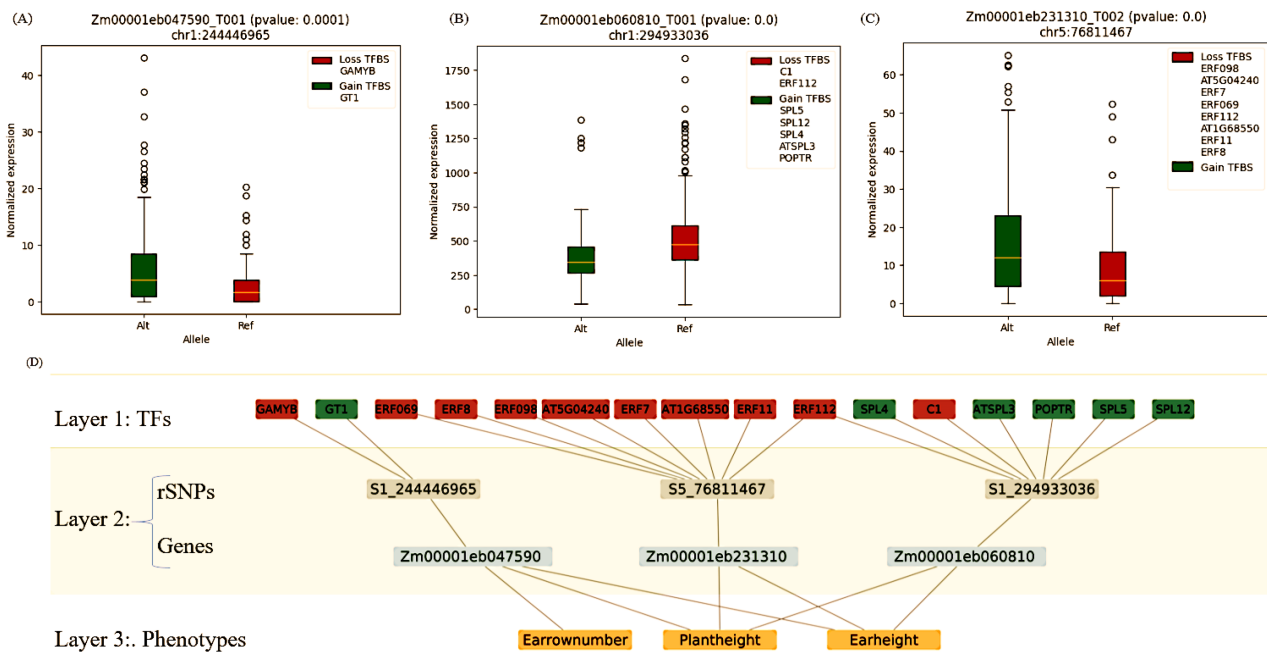 (A)
Zm00001eb047590_T001 (pvalue: 0.0001)
chr1:244446965
Loss TFBS
GAMYB
Gain TFBS
GT1
40
30
20
10
0
Normalized expression
Alt
Ref
Allele
(B)
Zm00001eb060810_T001 (pvalue: 0.0)
chr1:294933036
Loss TFBS
C1
ERF112
Gain TFBS
SPL5
SPL12
SPL4
ATSPL3
POPTR
1750
1500
1250
1000
750
500
250
0
Normalized expression
Alt
Ref
Allele
(C)
Zm00001eb231310_T002 (pvalue: 0.0)
chr5:76811467
Loss TFBS
ERF098
AT5G04240
ERF7
ERF069
ERF112
AT1G68550
ERF11
ERF8
Gain TFBS
60
50
40
30
20
10
0
Normalized expression
Alt
Ref
Allele
(D)
Layer 1: TFs
GAMYB GT1 ERF069 ERF8 ERF098 AT5G04240 ERF7 AT1G68550 ERF11 ERF112 SPL4 C1 ATSPL3 POPTR SPL5 SPL12
Layer 2:
rSNPs
S1_244446965 S5_76811467 S1_294933036
Genes
Zm00001eb047590 Zm00001eb231310 Zm00001eb060810
Layer 3:. Phenotypes
Earrownumber Plantheight Earheight